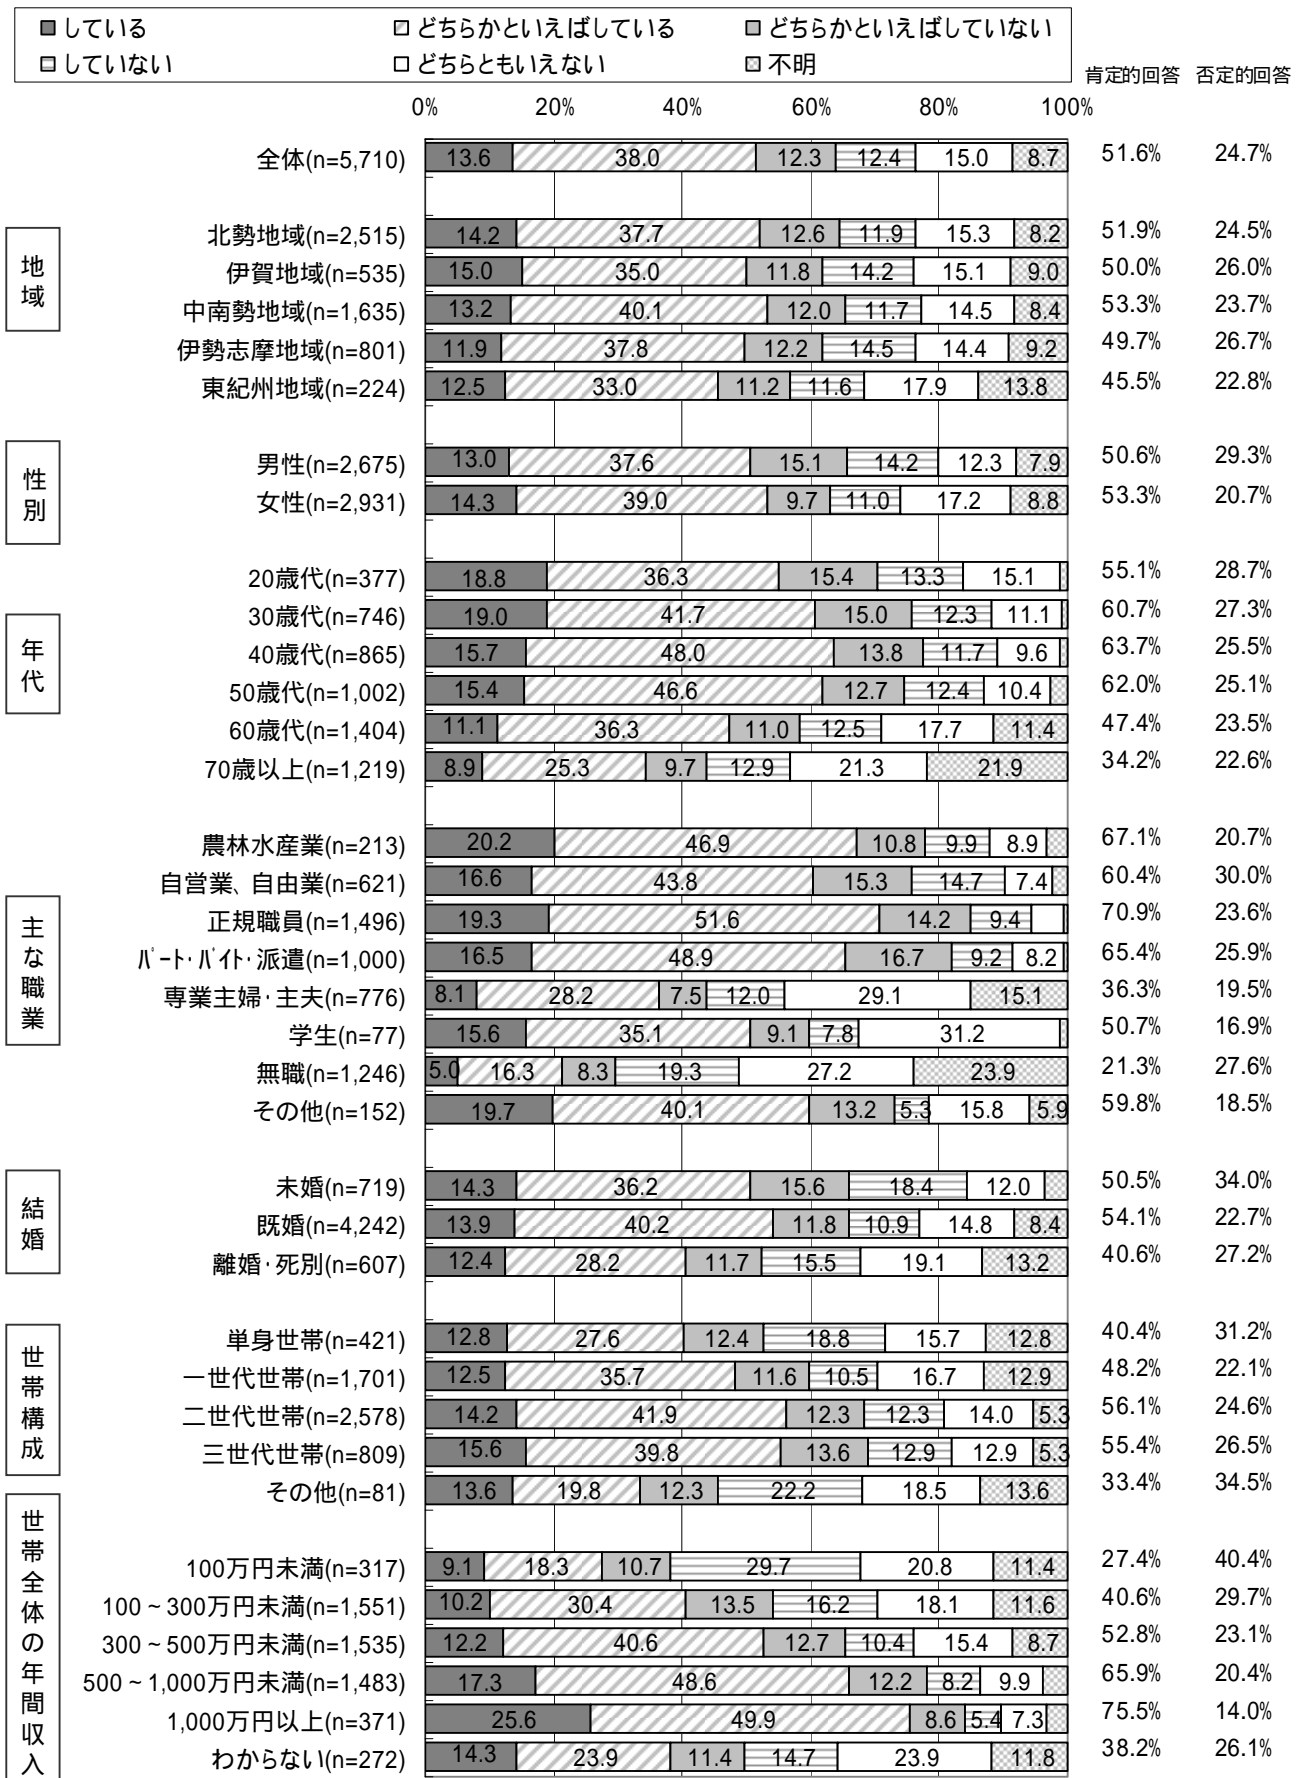 している どちらかといえばしている どちらかといえばしていない
していない どちらともいえない 不明
肯定的回答 否定的回答
0% 20% 40% 60% 80% 100%
全体(n=5,710) 13.6 38.0 12.3 12.4 15.0 8.7 51.6% 24.7%
地域
北勢地域(n=2,515) 14.2 37.7 12.6 11.9 15.3 8.2 51.9% 24.5%
伊賀地域(n=535) 15.0 35.0 11.8 14.2 15.1 9.0 50.0% 26.0%
中南勢地域(n=1,635) 13.2 40.1 12.0 11.7 14.5 8.4 53.3% 23.7%
伊勢志摩地域(n=801) 11.9 37.8 12.2 14.5 14.4 9.2 49.7% 26.7%
東紀州地域(n=224) 12.5 33.0 11.2 11.6 17.9 13.8 45.5% 22.8%
性別
男性(n=2,675) 13.0 37.6 15.1 14.2 12.3 7.9 50.6% 29.3%
女性(n=2,931) 14.3 39.0 9.7 11.0 17.2 8.8 53.3% 20.7%
年代
20歳代(n=377) 18.8 36.3 15.4 13.3 15.1 55.1% 28.7%
30歳代(n=746) 19.0 41.7 15.0 12.3 11.1 60.7% 27.3%
40歳代(n=865) 15.7 48.0 13.8 11.7 9.6 63.7% 25.5%
50歳代(n=1,002) 15.4 46.6 12.7 12.4 10.4 62.0% 25.1%
60歳代(n=1,404) 11.1 36.3 11.0 12.5 17.7 11.4 47.4% 23.5%
70歳以上(n=1,219) 8.9 25.3 9.7 12.9 21.3 21.9 34.2% 22.6%
主な職業
農林水産業(n=213) 20.2 46.9 10.8 9.9 8.9 67.1% 20.7%
自営業、自由業(n=621) 16.6 43.8 15.3 14.7 7.4 60.4% 30.0%
正規職員(n=1,496) 19.3 51.6 14.2 9.4 70.9% 23.6%
ﾊﾟｰﾄ･ﾊﾞｲﾄ･派遣(n=1,000) 16.5 48.9 16.7 9.2 8.2 65.4% 25.9%
専業主婦･主夫(n=776) 8.1 28.2 7.5 12.0 29.1 15.1 36.3% 19.5%
学生(n=77) 15.6 35.1 9.1 7.8 31.2 50.7% 16.9%
無職(n=1,246) 5.0 16.3 8.3 19.3 27.2 23.9 21.3% 27.6%
その他(n=152) 19.7 40.1 13.2 5.3 15.8 5.9 59.8% 18.5%
結婚
未婚(n=719) 14.3 36.2 15.6 18.4 12.0 50.5% 34.0%
既婚(n=4,242) 13.9 40.2 11.8 10.9 14.8 8.4 54.1% 22.7%
離婚･死別(n=607) 12.4 28.2 11.7 15.5 19.1 13.2 40.6% 27.2%
世帯構成
単身世帯(n=421) 12.8 27.6 12.4 18.8 15.7 12.8 40.4% 31.2%
一世代世帯(n=1,701) 12.5 35.7 11.6 10.5 16.7 12.9 48.2% 22.1%
二世代世帯(n=2,578) 14.2 41.9 12.3 12.3 14.0 5.3 56.1% 24.6%
三世代世帯(n=809) 15.6 39.8 13.6 12.9 12.9 5.3 55.4% 26.5%
その他(n=81) 13.6 19.8 12.3 22.2 18.5 13.6 33.4% 34.5%
世帯全体の年間収入
100万円未満(n=317) 9.1 18.3 10.7 29.7 20.8 11.4 27.4% 40.4%
100~300万円未満(n=1,551) 10.2 30.4 13.5 16.2 18.1 11.6 40.6% 29.7%
300~500万円未満(n=1,535) 12.2 40.6 12.7 10.4 15.4 8.7 52.8% 23.1%
500~1,000万円未満(n=1,483) 17.3 48.6 12.2 8.2 9.9 65.9% 20.4%
1,000万円以上(n=371) 25.6 49.9 8.6 5.4 7.3 75.5% 14.0%
わからない(n=272) 14.3 23.9 11.4 14.7 23.9 11.8 38.2% 26.1%